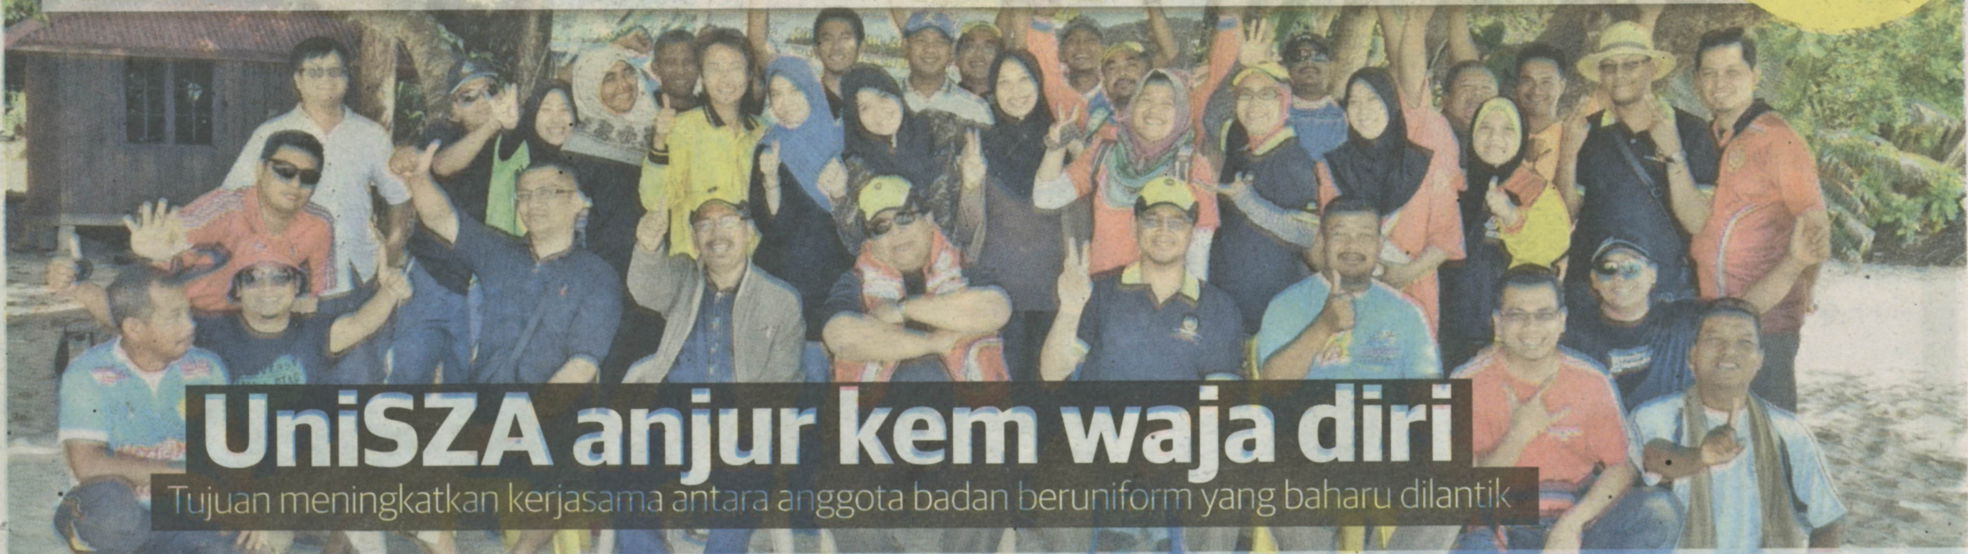 UniSZA anjur kem waja diri
Tujuan meningkatkan kerjasama antara anggota badan beruniform yang baharu dilantik